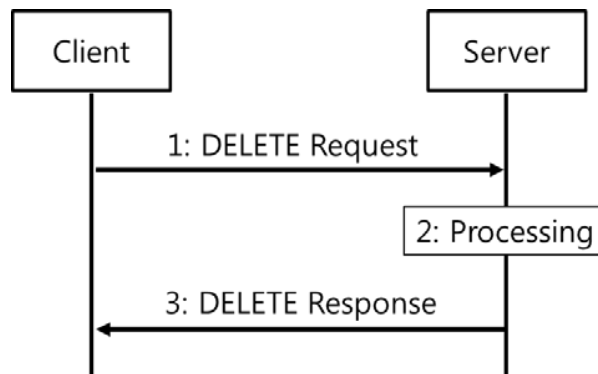 Client
Server
1: DELETE Request
2: Processing
3: DELETE Response